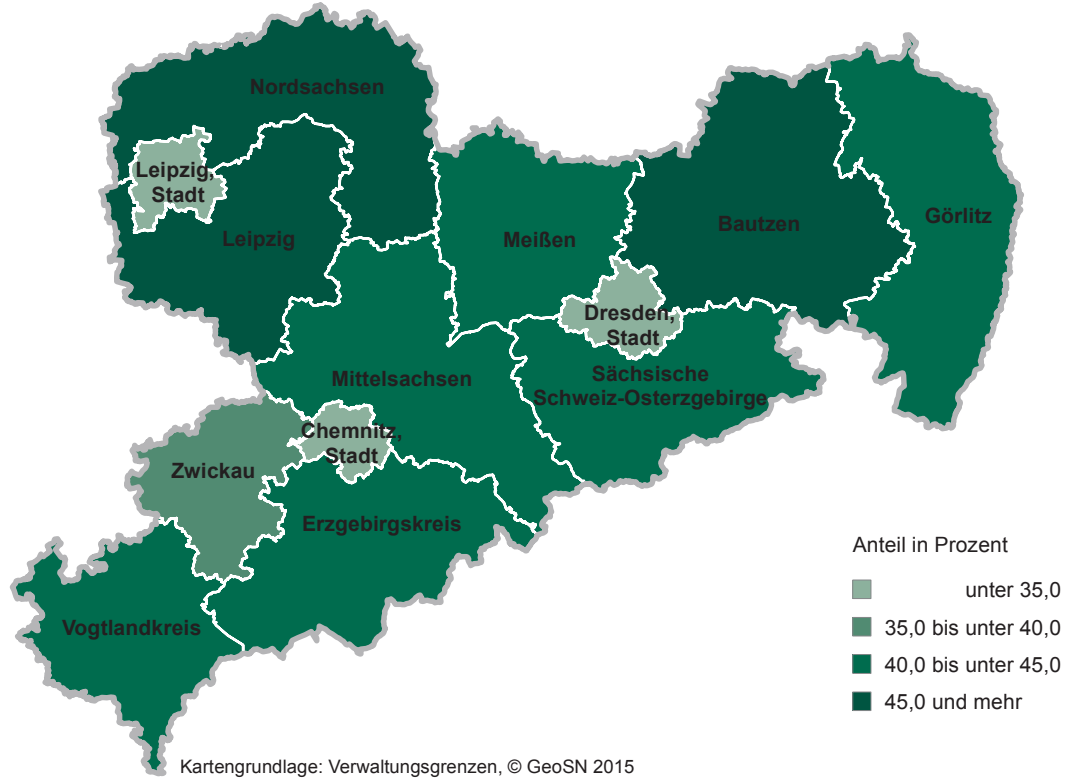 Nordsachsen
Leipzig,
Stadt
Leipzig
Meißen
Bautzen
Görlitz
Dresden,
Stadt
Mittelsachsen
Sächsische
Schweiz-Osterzgebirge
Chemnitz,
Stadt
Zwickau
Erzgebirgskreis
Vogtlandkreis
Anteil in Prozent
unter 35,0
35,0 bis unter 40,0
40,0 bis unter 45,0
45,0 und mehr
Kartengrundlage: Verwaltungsgrenzen, © GeoSN 2015